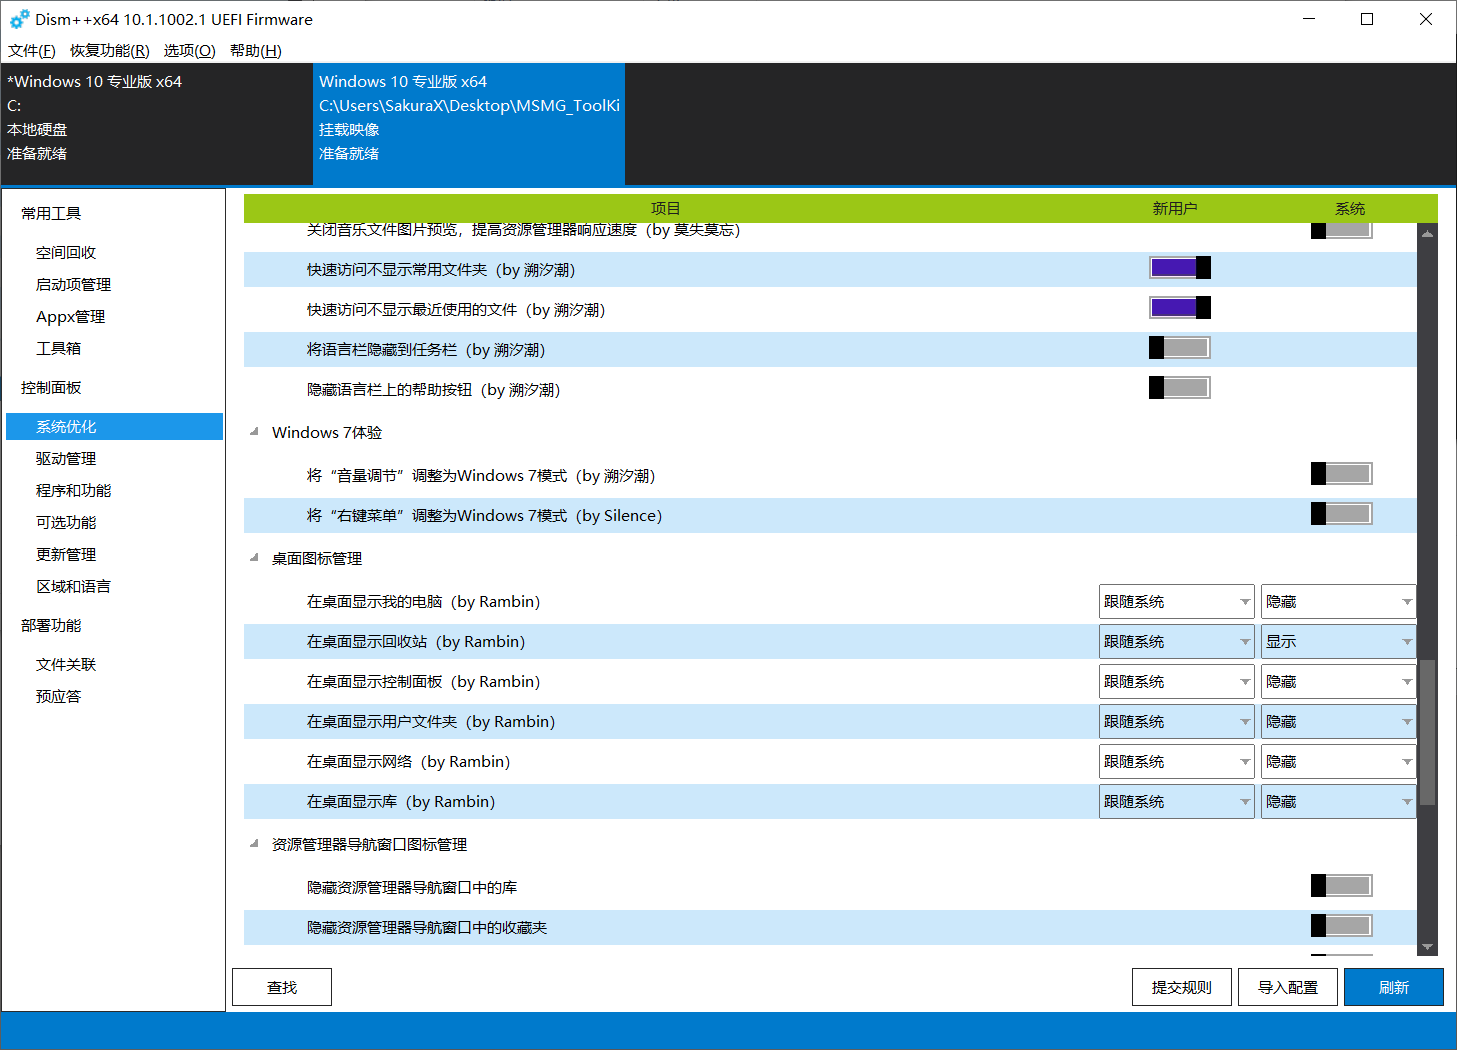 Dism++x64 10.1.1002.1 UEFI Firmware
文件(F) 恢复功能(R) 选项(O) 帮助(H)
*Windows 10 专业版 x64
C:
本地硬盘
准备就绪
Windows 10 专业版 x64
C:\Users\SakuraX\Desktop\MSMG_ToolKi
挂载映像
准备就绪
常用工具
空间回收
启动项管理
Appx管理
工具箱
控制面板
系统优化
驱动管理
程序和功能
可选功能
更新管理
区域和语言
部署功能
文件关联
预应答
项目 新用户 系统
关闭音乐文件图片预览，提高资源管理器响应速度（by 莫失莫忘）
快速访问不显示常用文件夹（by 溯汐潮）
快速访问不显示最近使用的文件（by 溯汐潮）
将语言栏隐藏到任务栏（by 溯汐潮）
隐藏语言栏上的帮助按钮（by 溯汐潮）
Windows 7体验
将“音量调节”调整为Windows 7模式（by 溯汐潮）
将“右键菜单”调整为Windows 7模式（by Silence）
桌面图标管理
在桌面显示我的电脑（by Rambin） 跟随系统 隐藏
在桌面显示回收站（by Rambin） 跟随系统 显示
在桌面显示控制面板（by Rambin） 跟随系统 隐藏
在桌面显示用户文件夹（by Rambin） 跟随系统 隐藏
在桌面显示网络（by Rambin） 跟随系统 隐藏
在桌面显示库（by Rambin） 跟随系统 隐藏
资源管理器导航窗口图标管理
隐藏资源管理器导航窗口中的库
隐藏资源管理器导航窗口中的收藏夹
查找 提交规则 导入配置 刷新